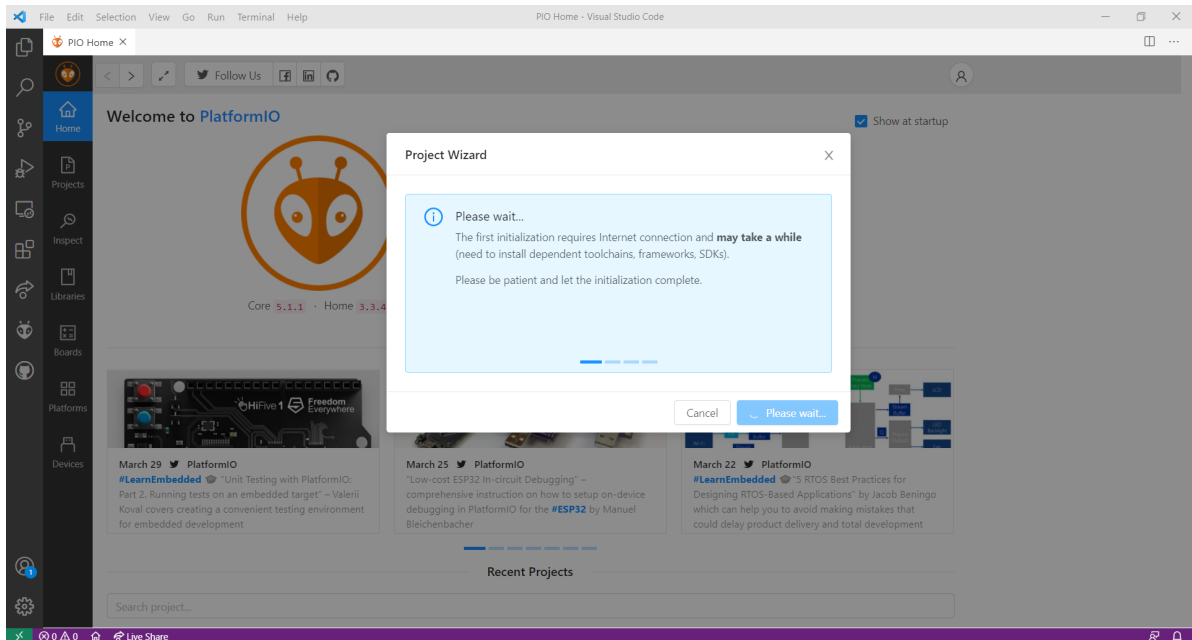 File Edit Selection View Go Run Terminal Help
PIO Home - Visual Studio Code
PIO Home
Follow Us
Home
Projects
Inspect
Libraries
Boards
Platforms
Devices
Welcome to PlatformIO
Show at startup
Core 5.1.1 · Home 3.3.4
Project Wizard
Please wait...
The first initialization requires Internet connection and may take a while
(need to install dependent toolchains, frameworks, SDKs).
Please be patient and let the initialization complete.
Cancel
Please wait...
HiFive1 Freedom
Everywhere
March 29 PlatformIO
#LearnEmbedded 🎓 "Unit Testing with PlatformIO:
Part 2. Running tests on an embedded target" – Valerii
Koval covers creating a convenient testing environment
for embedded development
March 25 PlatformIO
"Low-cost ESP32 In-circuit Debugging" –
comprehensive instruction on how to setup on-device
debugging in PlatformIO for the #ESP32 by Manuel
Bleichenbacher
March 22 PlatformIO
#LearnEmbedded 🎓 "5 RTOS Best Practices for
Designing RTOS-Based Applications" by Jacob Beningo
which can help you to avoid making mistakes that
could delay product delivery and total development
Recent Projects
Search project...
1
0 0 Live Share